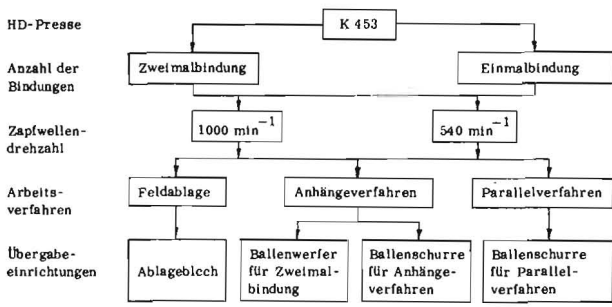 HD-Presse
K 453
Anzahl der
Bindungen
Zweimalbindung
Einmalbindung
Zapfwellen-
drehzahl
1000 min⁻¹
540 min⁻¹
Arbeits-
verfahren
Feldablage
Anhängeverfahren
Parallelverfahren
Übergabe-
einrichtungen
Ablageblech
Ballenwerfer
für Zweimal-
bindung
Ballenschurre
für Anhänge-
verfahren
Ballenschurre
für Parallel-
verfahren